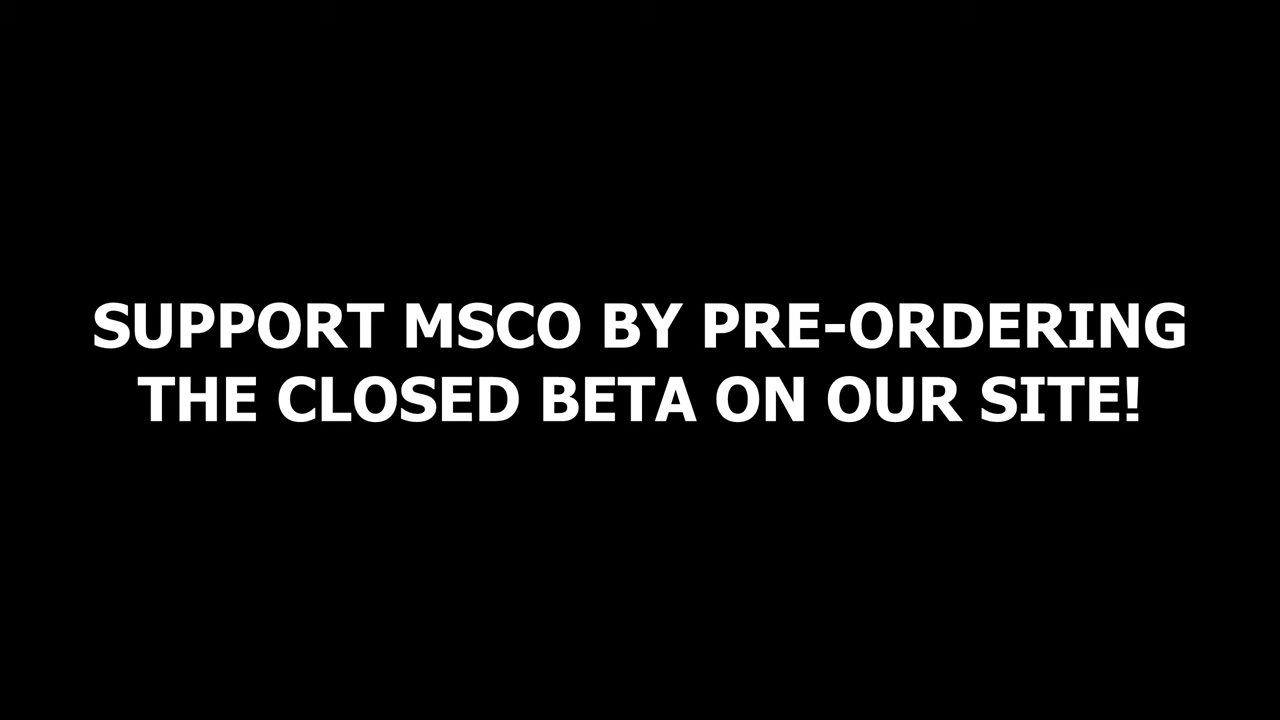 SUPPORT MSCO BY PRE-ORDERING
THE CLOSED BETA ON OUR SITE!